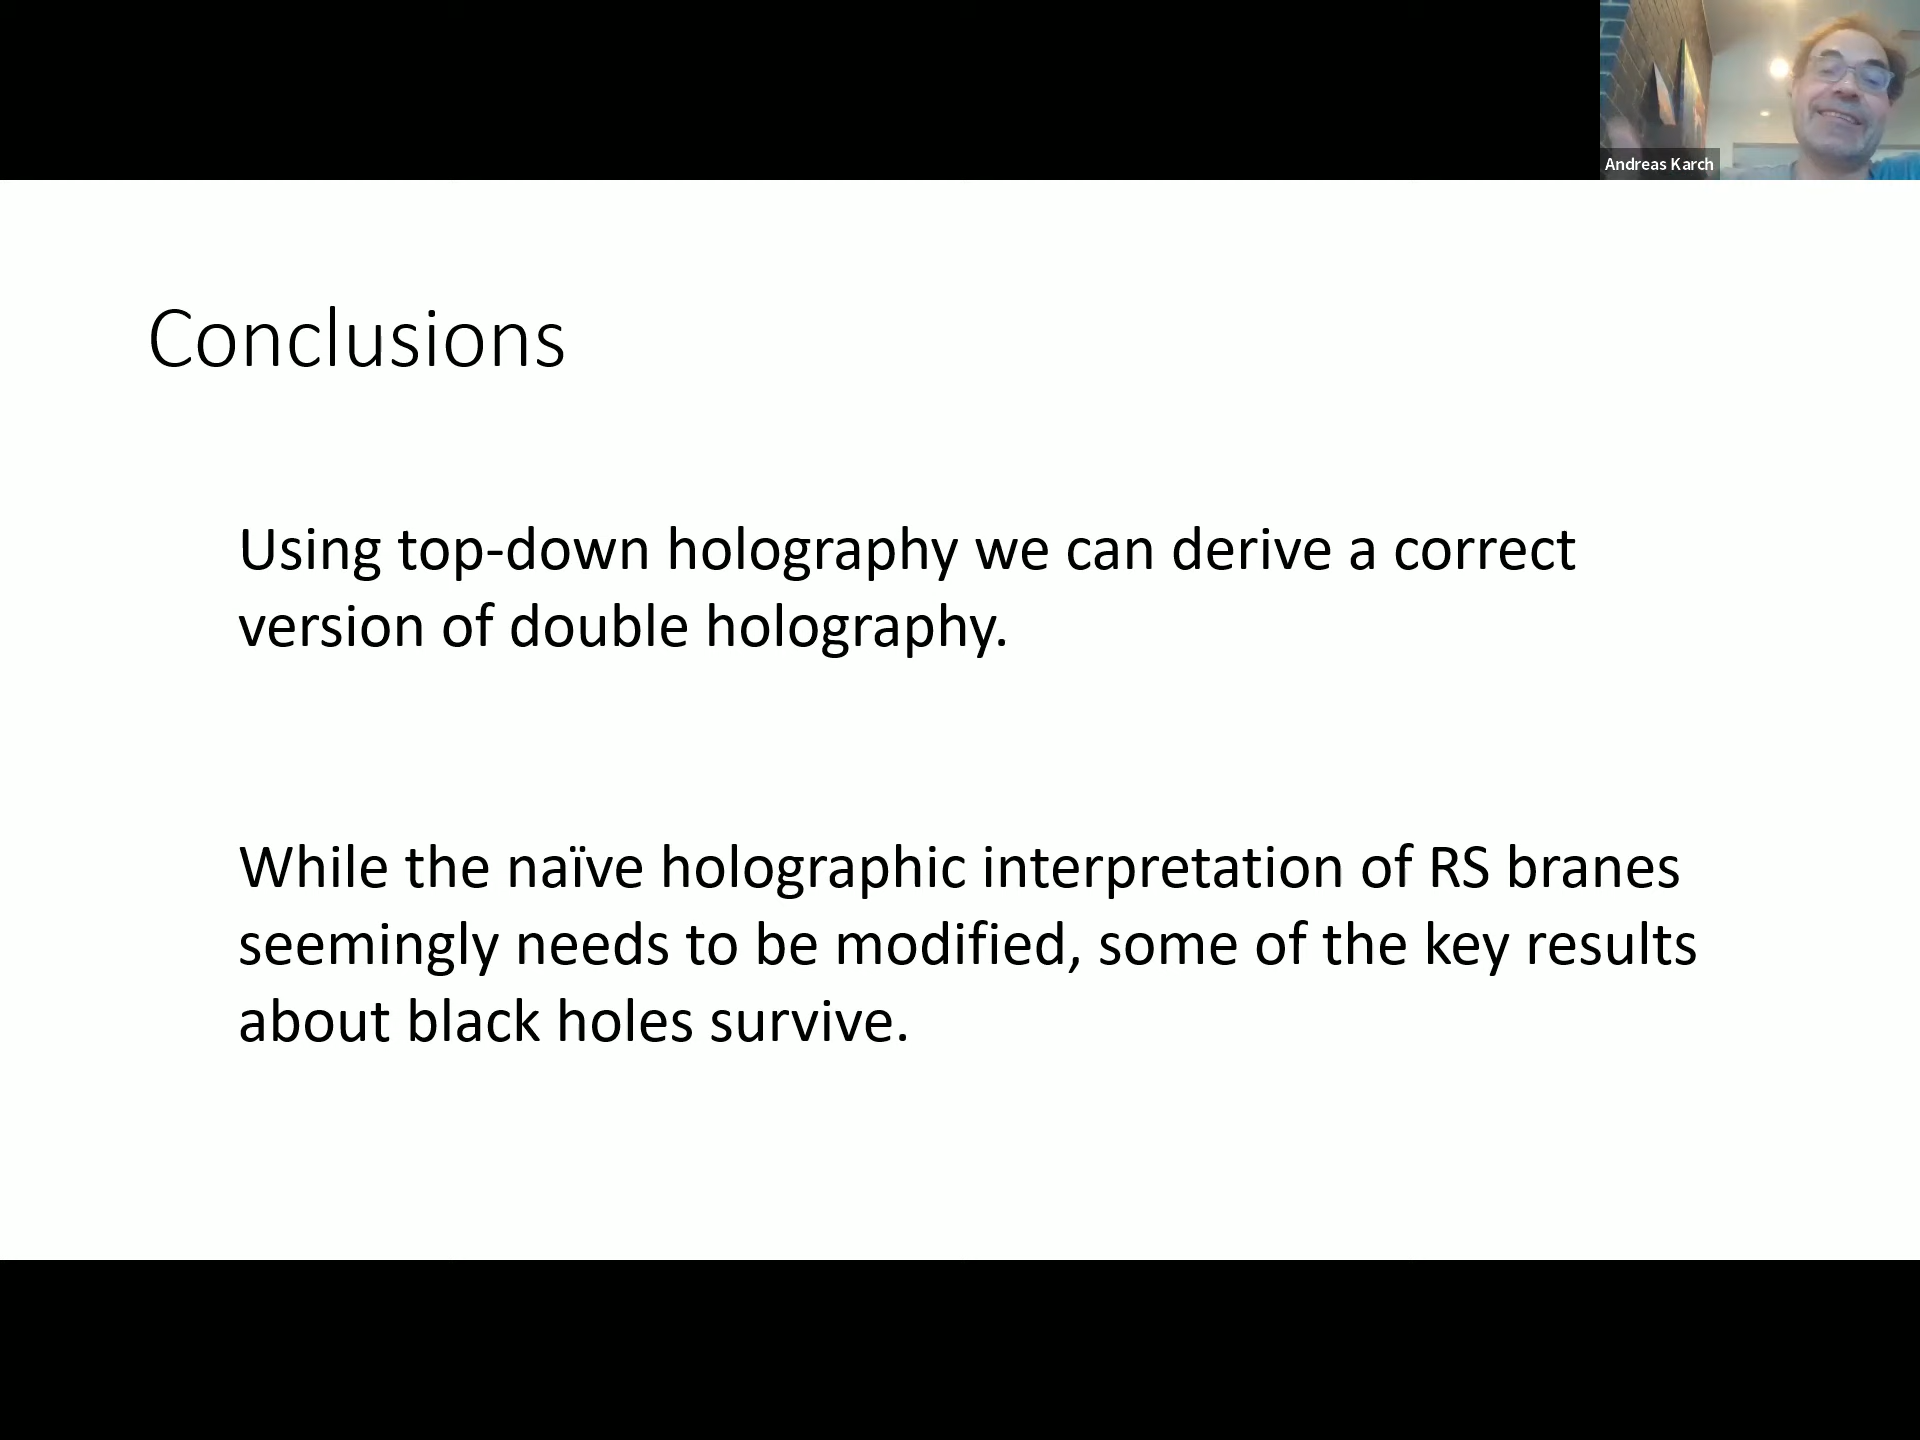 Andreas Karch
Conclusions
Using top-down holography we can derive a correct
version of double holography.
While the naïve holographic interpretation of RS branes
seemingly needs to be modified, some of the key results
about black holes survive.